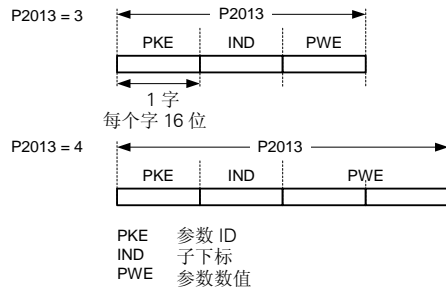 P2013 = 3 P2013
PKE IND PWE
1 字
每个字 16 位
P2013 = 4 P2013
PKE IND PWE
PKE 参数 ID
IND 子下标
PWE 参数数值